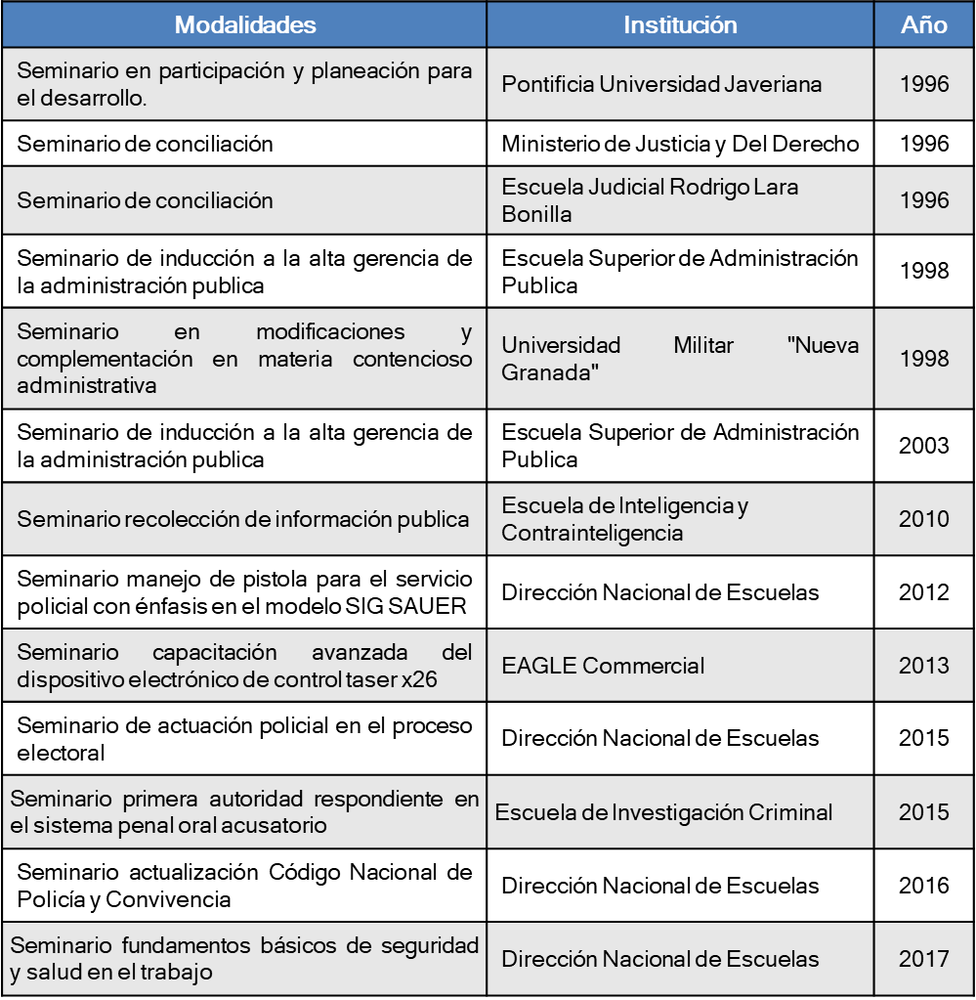 Modalidades Institución Año
Seminario en participación y planeación para
el desarrollo.
Pontificia Universidad Javeriana
1996
Seminario de conciliación
Ministerio de Justicia y Del Derecho
1996
Seminario de conciliación
Escuela Judicial Rodrigo Lara
Bonilla
1996
Seminario de inducción a la alta gerencia de
la administración publica
Escuela Superior de Administración
Publica
1998
Seminario en modificaciones y
complementación en materia contencioso
administrativa
Universidad Militar "Nueva
Granada"
1998
Seminario de inducción a la alta gerencia de
la administración publica
Escuela Superior de Administración
Publica
2003
Seminario recolección de información publica
Escuela de Inteligencia y
Contrainteligencia
2010
Seminario manejo de pistola para el servicio
policial con énfasis en el modelo SIG SAUER
Dirección Nacional de Escuelas
2012
Seminario capacitación avanzada del
dispositivo electrónico de control taser x26
EAGLE Commercial
2013
Seminario de actuación policial en el proceso
electoral
Dirección Nacional de Escuelas
2015
Seminario primera autoridad respondiente en
el sistema penal oral acusatorio
Escuela de Investigación Criminal
2015
Seminario actualización Código Nacional de
Policía y Convivencia
Dirección Nacional de Escuelas
2016
Seminario fundamentos básicos de seguridad
y salud en el trabajo
Dirección Nacional de Escuelas
2017